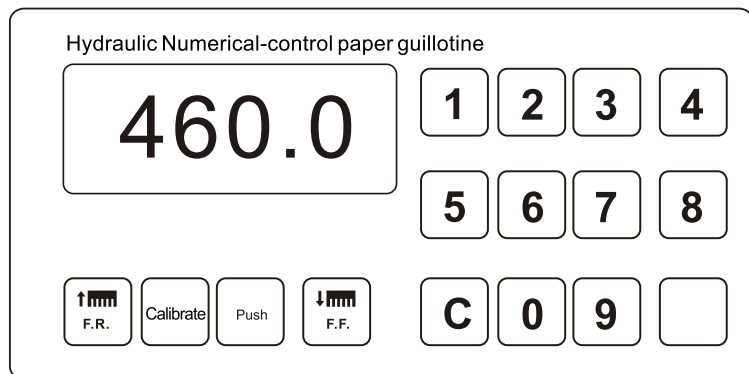 Hydraulic Numerical-control paper guillotine
460.0
1 2 3 4
5 6 7 8
F.R. Calibrate Push F.F. C 0 9